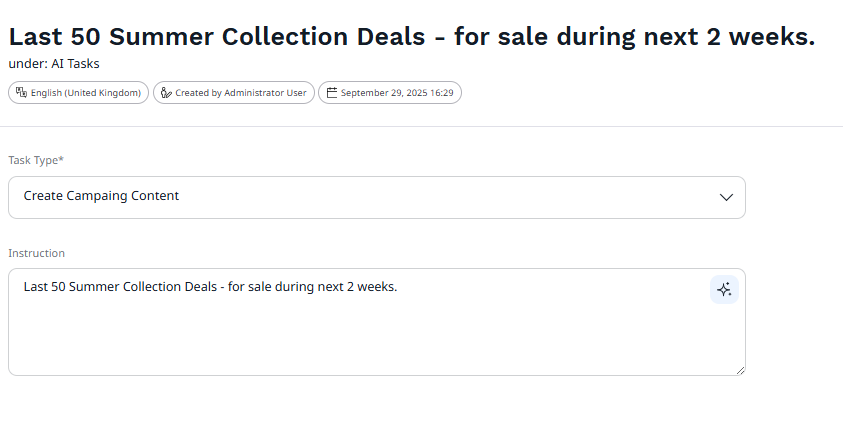 Last 50 Summer Collection Deals - for sale during next 2 weeks.
under: AI Tasks
English (United Kingdom)
Created by Administrator User
September 29, 2025 16:29
Task Type*
Create Campaing Content
Instruction
Last 50 Summer Collection Deals - for sale during next 2 weeks.